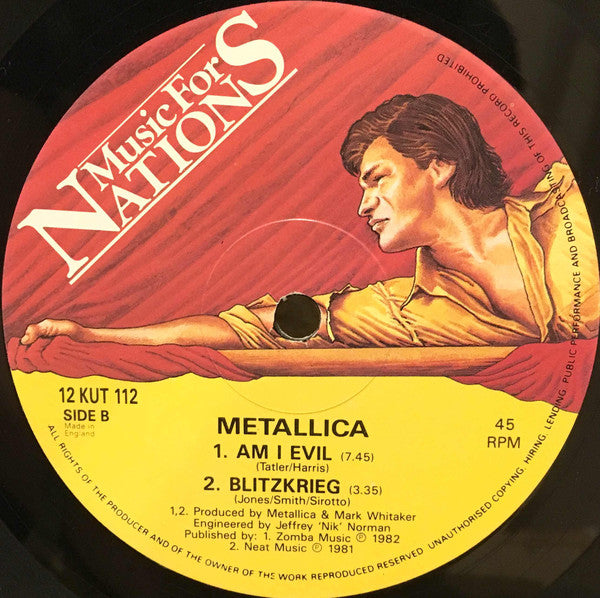 Music For
NATIONS
12 KUT 112
SIDE B
Made in
England
METALLICA
45
RPM
1. AM I EVIL (7.45)
(Tatler/Harris)
2. BLITZKRIEG (3.35)
(Jones/Smith/Sirotto)
1,2. Produced by Metallica & Mark Whitaker
Engineered by Jeffrey 'Nik' Norman
Published by: 1. Zomba Music Ⓟ 1982
2. Neat Music Ⓟ 1981
ALL RIGHTS OF THE PRODUCER AND OF THE OWNER OF THE WORK REPRODUCED RESERVED UNAUTHORISED COPYING. HIRING. LENDING. PUBLIC PERFORMANCE AND BROADCASTING OF THIS RECORD PROHIBITED